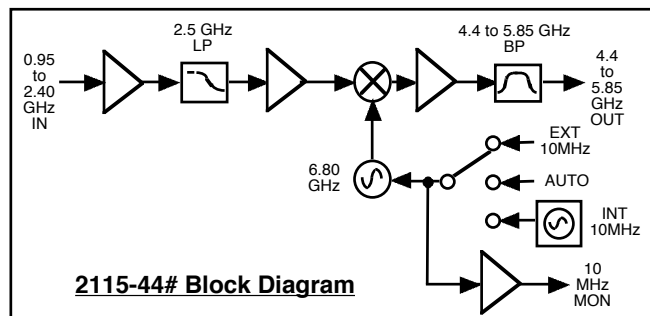 0.95
to
2.40
GHz
IN
2.5 GHz
LP
4.4 to 5.85 GHz
BP
4.4
to
5.85
GHz
OUT
6.80
GHz
EXT
10MHz
AUTO
INT
10MHz
10
MHz
MON
2115-44# Block Diagram